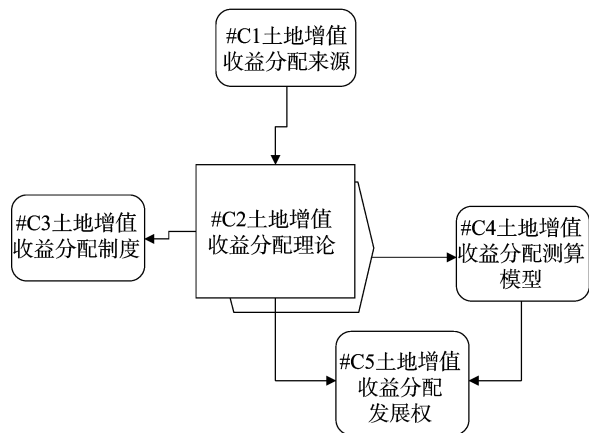 #C1土地增值
收益分配来源
#C3土地增值
收益分配制度
#C2土地增值
收益分配理论
#C4土地增值
收益分配测算
模型
#C5土地增值
收益分配
发展权